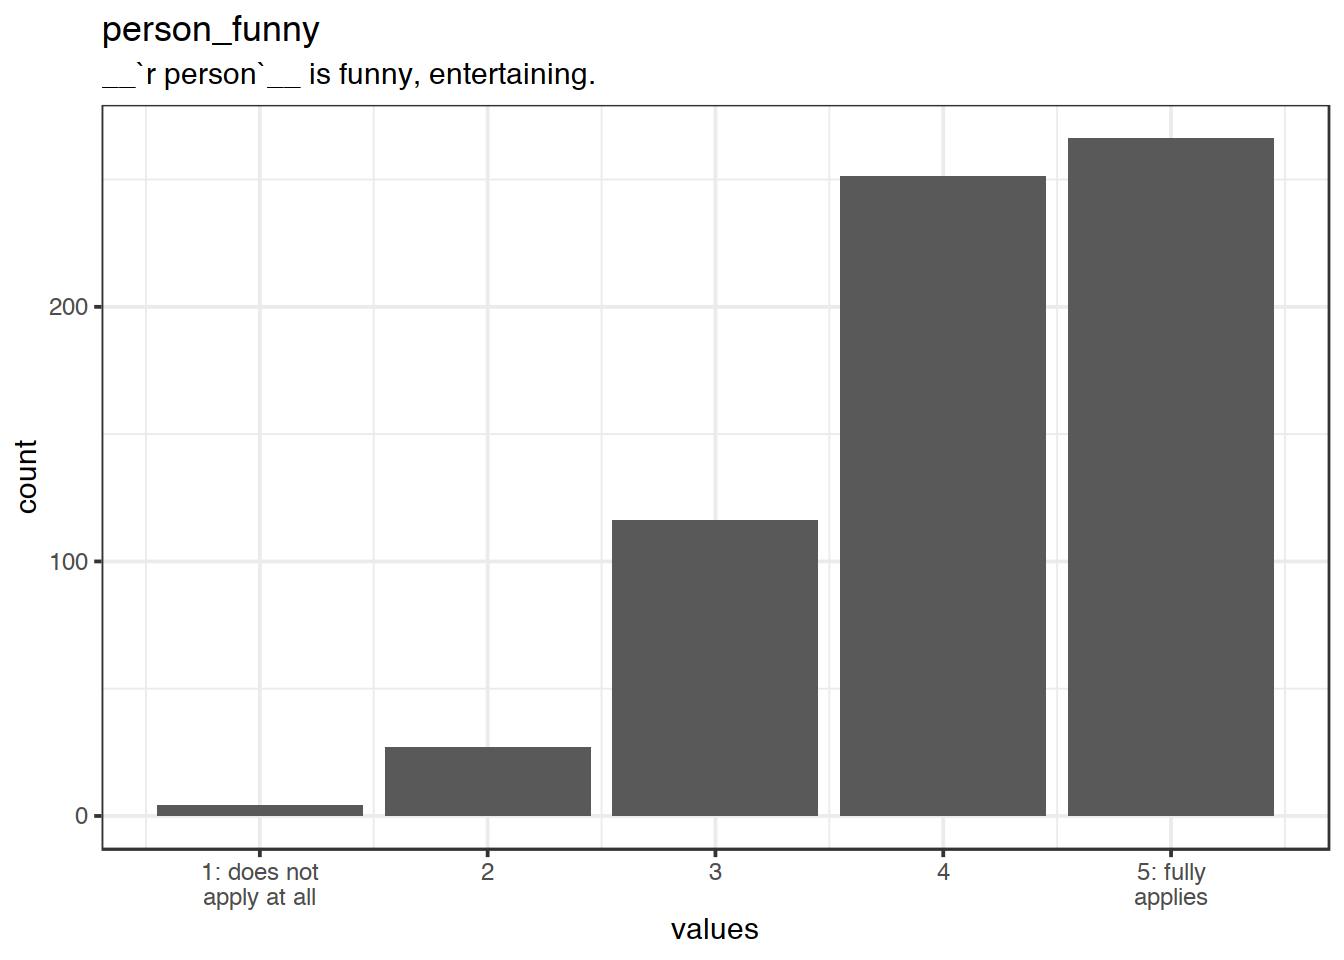 person_funny
__`r person`__ is funny, entertaining.
count
200
100
0
1: does not
apply at all
2
3
4
5: fully
applies
values